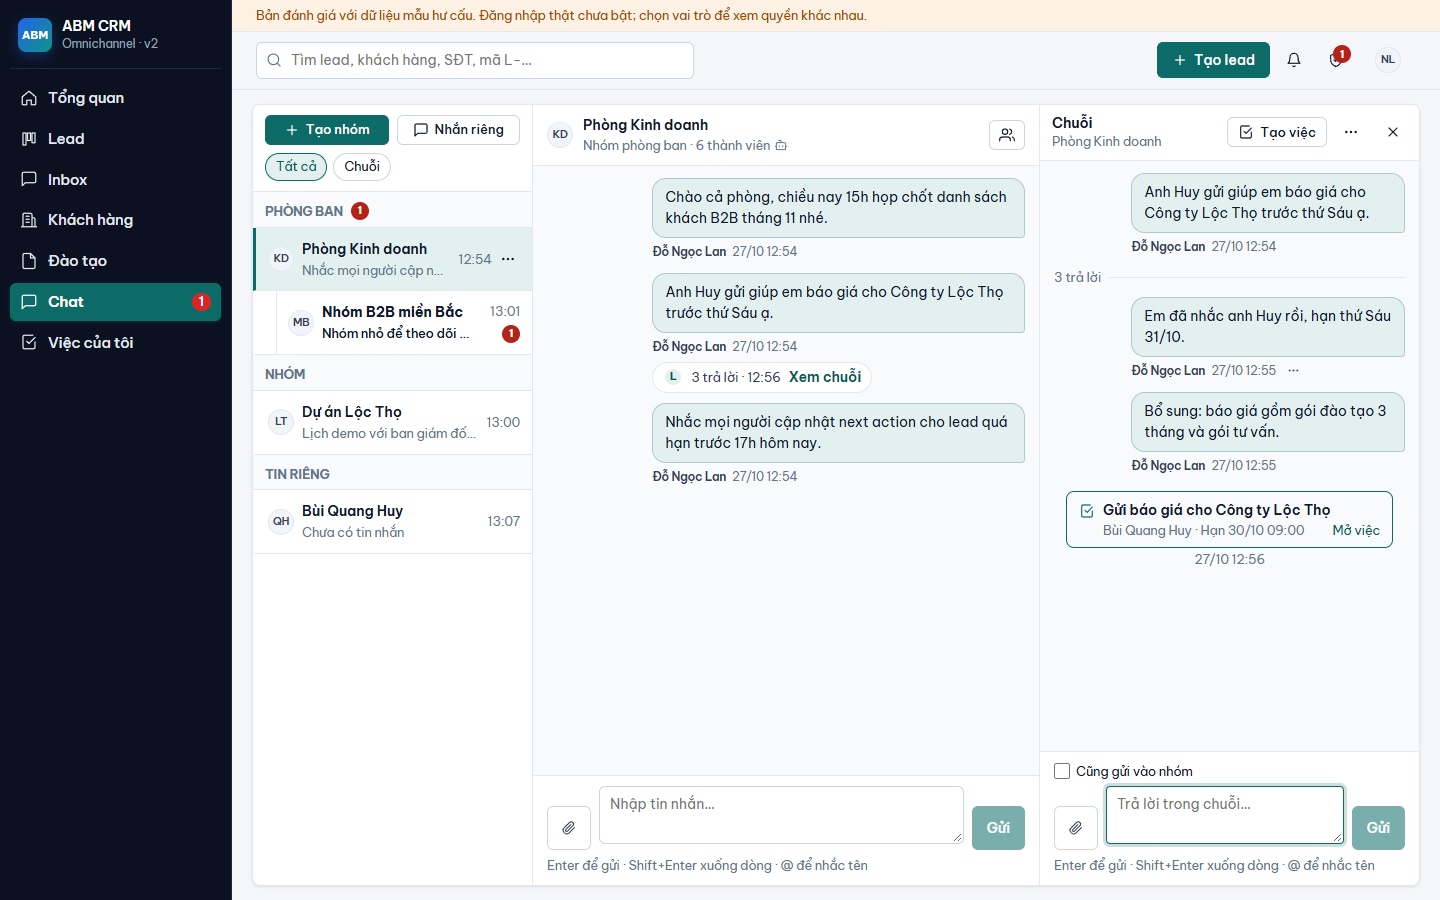 ABM
ABM CRM
Omnichannel · v2
Tổng quan
Lead
Inbox
Khách hàng
Đào tạo
Chat
1
Việc của tôi
Bản đánh giá với dữ liệu mẫu hư cấu. Đăng nhập thật chưa bật; chọn vai trò để xem quyền khác nhau.
Tìm lead, khách hàng, SĐT, mã L-...
Tạo lead
1
NL
Tạo nhóm
Nhắn riêng
Tất cả
Chuỗi
PHÒNG BAN 1
KD
Phòng Kinh doanh
Nhắc mọi người cập n...
12:54
MB
Nhóm B2B miền Bắc
13:01
Nhóm nhỏ để theo dõi ...
1
NHÓM
LT
Dự án Lộc Thọ
Lịch demo với ban giám đố...
13:00
TIN RIÊNG
QH
Bùi Quang Huy
Chưa có tin nhắn
13:07
KD
Phòng Kinh doanh
Nhóm phòng ban · 6 thành viên
Chào cả phòng, chiều nay 15h họp chốt danh sách
khách B2B tháng 11 nhé.
Đỗ Ngọc Lan 27/10 12:54
Anh Huy gửi giúp em báo giá cho Công ty Lộc Thọ
trước thứ Sáu ạ.
Đỗ Ngọc Lan 27/10 12:54
L 3 trả lời · 12:56 Xem chuỗi
Nhắc mọi người cập nhật next action cho lead quá
hạn trước 17h hôm nay.
Đỗ Ngọc Lan 27/10 12:54
Nhập tin nhắn...
Gửi
Enter để gửi · Shift+Enter xuống dòng · @ để nhắc tên
Chuỗi
Phòng Kinh doanh
Tạo việc
Anh Huy gửi giúp em báo giá cho
Công ty Lộc Thọ trước thứ Sáu ạ.
Đỗ Ngọc Lan 27/10 12:54
3 trả lời
Em đã nhắc anh Huy rồi, hạn thứ Sáu
31/10.
Đỗ Ngọc Lan 27/10 12:55
Bổ sung: báo giá gồm gói đào tạo 3
tháng và gói tư vấn.
Đỗ Ngọc Lan 27/10 12:55
Gửi báo giá cho Công ty Lộc Thọ
Bùi Quang Huy · Hạn 30/10 09:00 Mở việc
27/10 12:56
Cũng gửi vào nhóm
Trả lời trong chuỗi...
Gửi
Enter để gửi · Shift+Enter xuống dòng · @ để nhắc tên